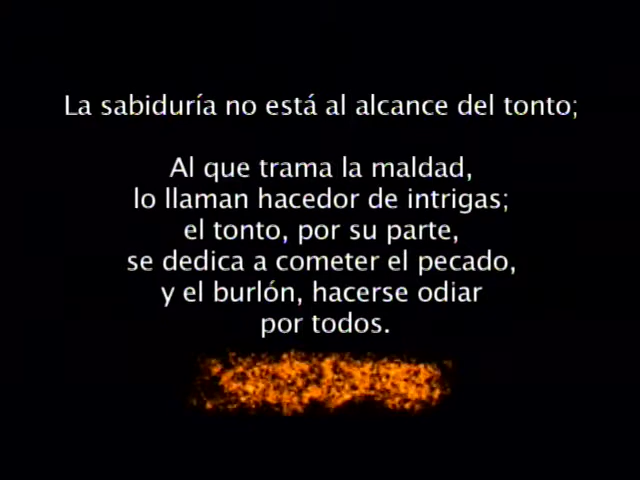 La sabiduría no está al alcance del tonto;
Al que trama la maldad,
lo llaman hacedor de intrigas;
el tonto, por su parte,
se dedica a cometer el pecado,
y el burlón, hacerse odiar
por todos.